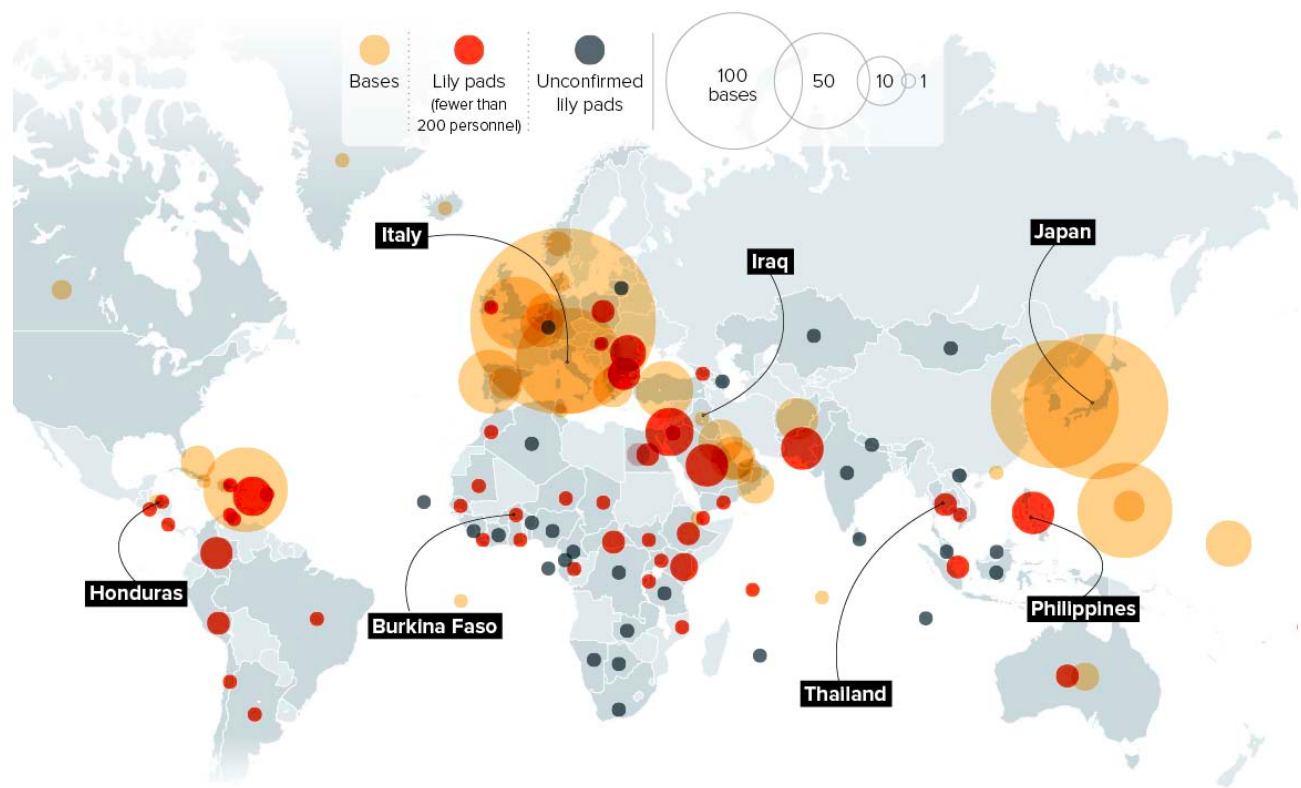 Bases
Lily pads
(fewer than
200 personnel)
Unconfirmed
lily pads
100
bases
50
10
1
Italy
Japan
Iraq
Honduras
Burkina Faso
Philippines
Thailand